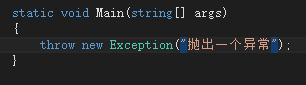 static void Main(string[] args)
{
throw new Exception("抛出一个异常");
}